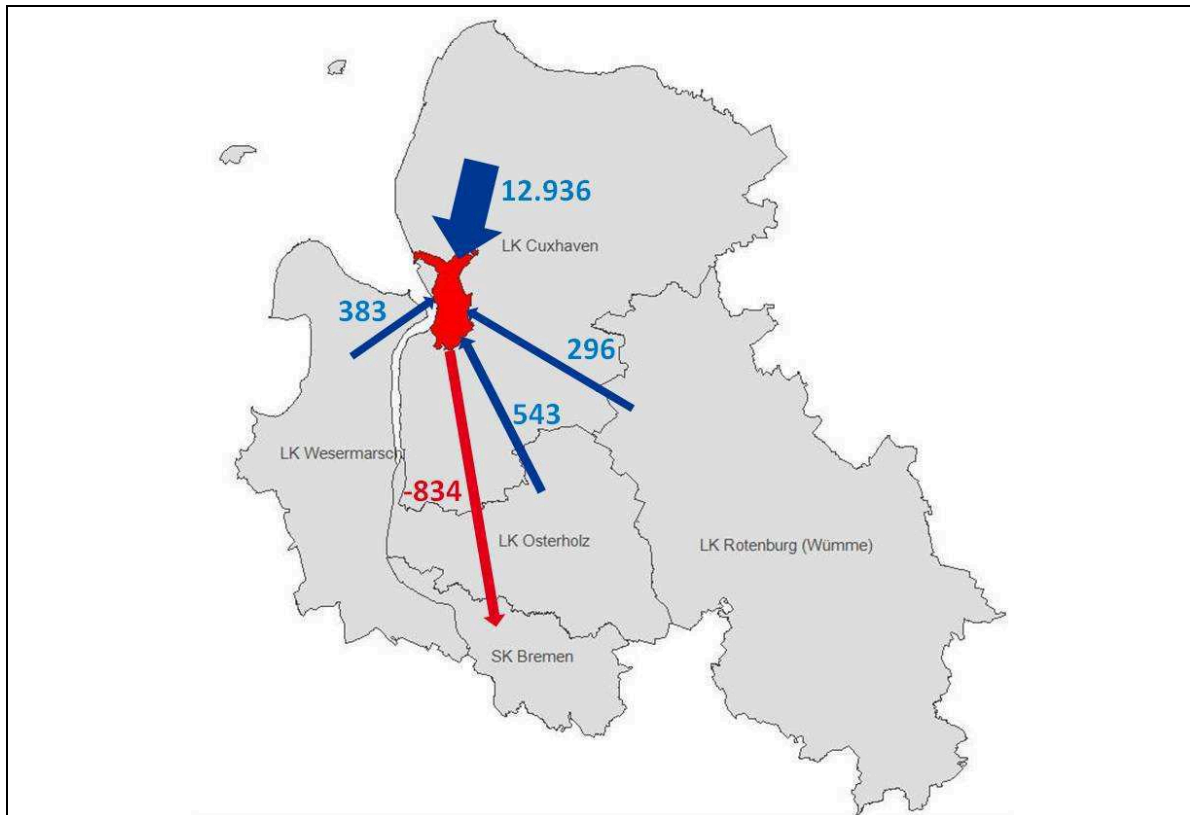 12.936
LK Cuxhaven
383
296
543
LK Wesermarsch
-834
LK Osterholz
LK Rotenburg (Wümme)
SK Bremen